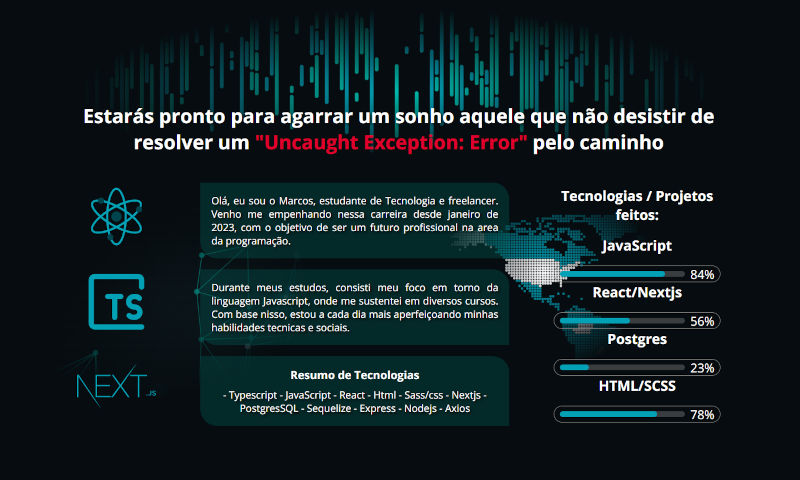 Estarás pronto para agarrar um sonho aquele que não desistir de
resolver um "Uncaught Exception: Error" pelo caminho
Olá, eu sou o Marcos, estudante de Tecnologia e freelancer.
Venho me empenhando nessa carreira desde janeiro de
2023, com o objetivo de ser um futuro profissional na area
da programação.
TS
Durante meus estudos, consisti meu foco em torno da
linguagem Javascript, onde me sustentei em diversos cursos.
Com base nisso, estou a cada dia mais aperfeiçoando minhas
habilidades tecnicas e sociais.
NEXT.JS
Resumo de Tecnologias
- Typescript - JavaScript - React - Html - Sass/css - Nextjs -
PostgresSQL - Sequelize - Express - Nodejs - Axios
Tecnologias / Projetos
feitos:
JavaScript
84%
React/Nextjs
56%
Postgres
23%
HTML/SCSS
78%